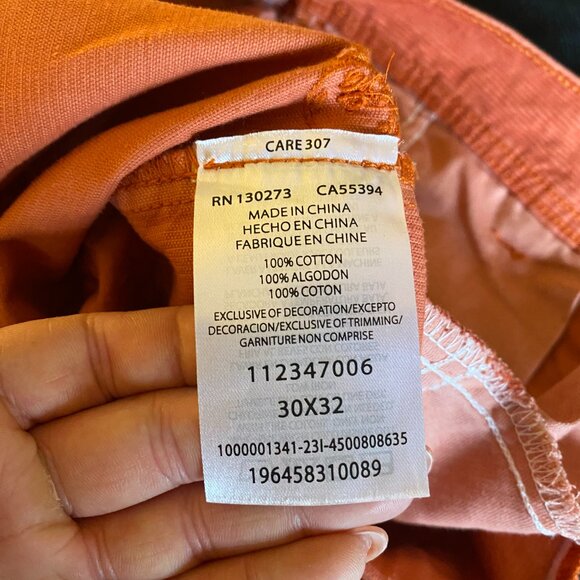 CARE 307
RN 130273 CA55394
MADE IN CHINA
HECHO EN CHINA
FABRIQUE EN CHINE
100% COTTON
100% ALGODON
100% COTON
EXCLUSIVE OF DECORATION/EXCEPTO
DECORACION/EXCLUSIVE OF TRIMMING/
GARNITURE NON COMPRISE
112347006
30X32
1000001341-23I-4500808635
196458310089